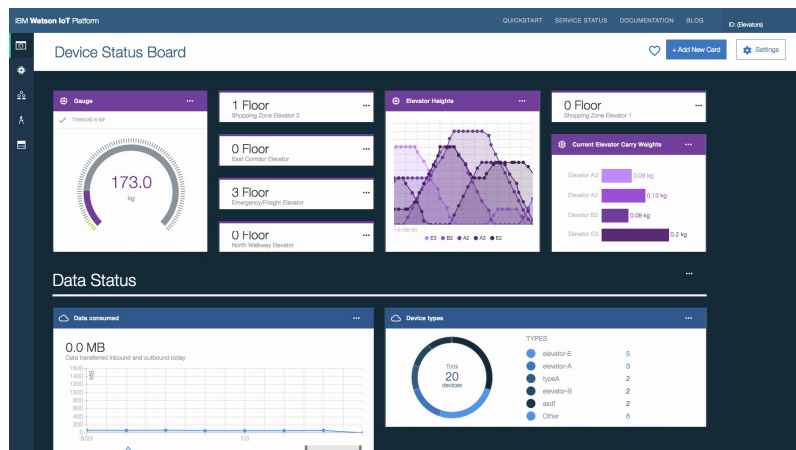 IBM Watson IoT Platform
QUICKSTART SERVICE STATUS DOCUMENTATION BLOG
ID: (Elevators)
Device Status Board
+ Add New Card
Settings
Gauge
Threshold is fair
173.0
kg
1 Floor
Shopping Zone Elevator 2
0 Floor
East Corridor Elevator
3 Floor
Emergency/Frieght Elevator
0 Floor
North Walkway Elevator
Elevator Heights
15:36:00
E3 B2 A2 A3 E2
0 Floor
Shopping Zone Elevator 1
Current Elevator Carry Weights
Elevator A3 0.08 kg
Elevator A2 0.13 kg
Elevator B2 0.08 kg
Elevator E3 0.2 kg
Data Status
Data consumed
0.0 MB
Data transferred inbound and outbound today
MB
1600
1400
1200
1000
800
600
400
200
0
6/29 7/3
Device types
Total
20
devices
TYPES
elevator-E 5
elevator-A 3
typeA 2
elevator-B 2
asdf 2
Other 6